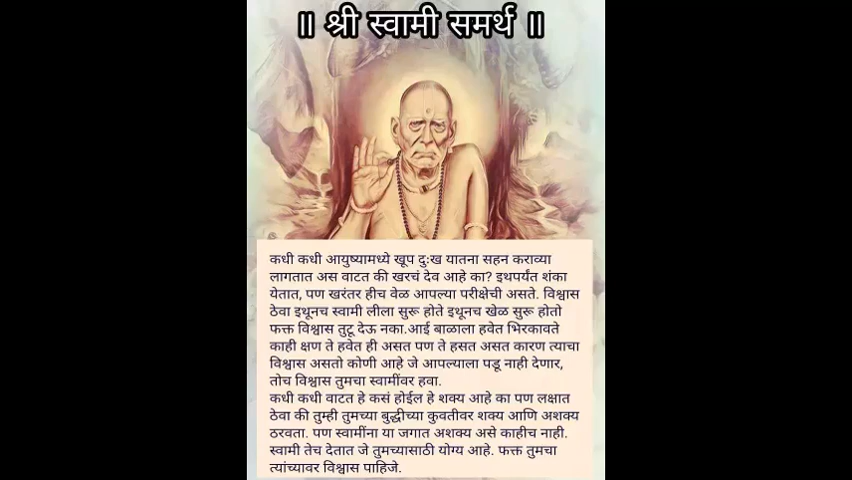 ॥ श्री स्वामी समर्थ ॥
कधी कधी आयुष्यामध्ये खूप दुःख यातना सहन कराव्या
लागतात अस वाटत की खरचं देव आहे का? इथपर्यंत शंका
येतात, पण खरंतर हीच वेळ आपल्या परीक्षेची असते. विश्वास
ठेवा इथूनच स्वामी लीला सुरू होते इथूनच खेळ सुरू होतो
फक्त विश्वास तुटू देऊ नका.आई बाळाला हवेत भिरकावते
काही क्षण ते हवेत ही असत पण ते हसत असत कारण त्याचा
विश्वास असतो कोणी आहे जे आपल्याला पडू नाही देणार,
तोच विश्वास तुमचा स्वामींवर हवा.
कधी कधी वाटत हे कसं होईल हे शक्य आहे का पण लक्षात
ठेवा की तुम्ही तुमच्या बुद्धीच्या कुवतीवर शक्य आणि अशक्य
ठरवता. पण स्वामींना या जगात अशक्य असे काहीच नाही.
स्वामी तेच देतात जे तुमच्यासाठी योग्य आहे. फक्त तुमचा
त्यांच्यावर विश्वास पाहिजे.